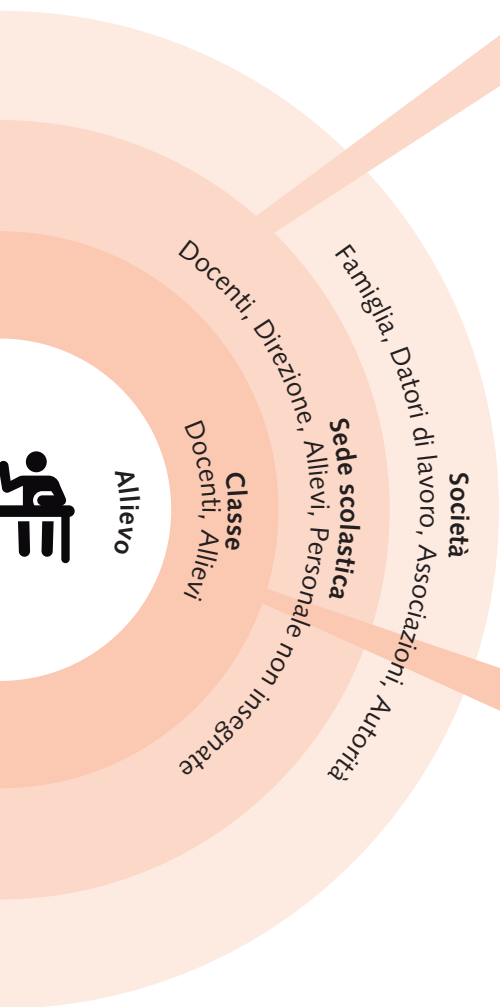 Società
Famiglia, Datori di lavoro, Associazioni, Autorità
Sede scolastica
Docenti, Direzione, Allievi, Personale non insegnate
Classe
Docenti, Allievi
Allievo